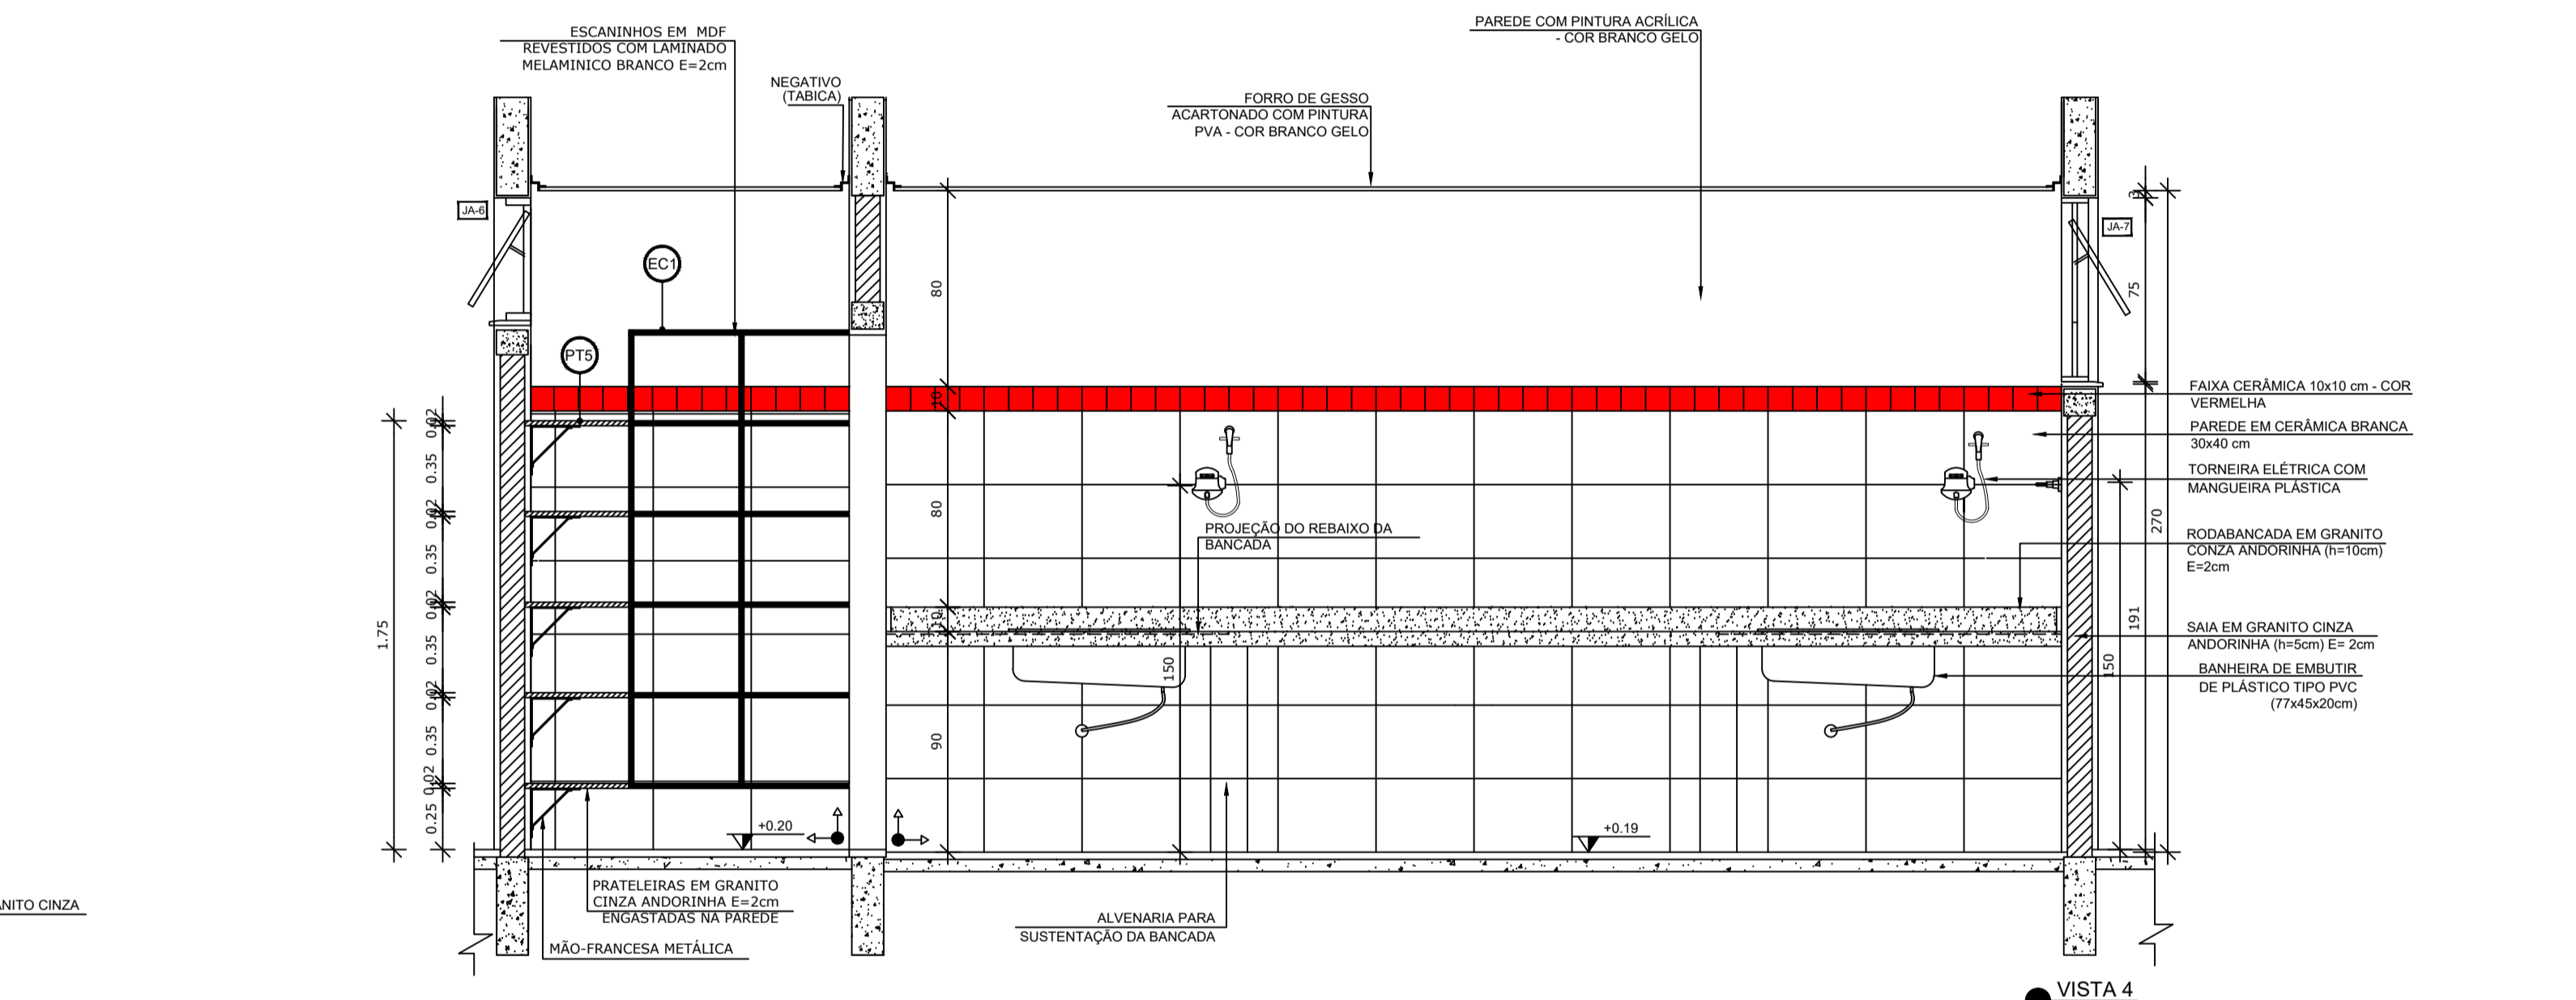 ESCANINHOS EM MDF
REVESTIDOS COM LAMINADO
MELAMINICO BRANCO E=2cm
NEGATIVO
(TABICA)
FORRO DE GESSO
ACARTONADO COM PINTURA
PVA - COR BRANCO GELO
PAREDE COM PINTURA ACRÍLICA
- COR BRANCO GELO
JA-6
JA-7
EC1
PT5
80
10
80
10
90
150
1.75
0.02
0.35
0.02
0.35
0.02
0.35
0.02
0.35
0.02
0.25
3
75
191
150
270
FAIXA CERÂMICA 10x10 cm - COR
VERMELHA
PAREDE EM CERÂMICA BRANCA
30x40 cm
TORNEIRA ELÉTRICA COM
MANGUEIRA PLÁSTICA
PROJEÇÃO DO REBAIXO DA
BANCADA
RODABANCADA EM GRANITO
CONZA ANDORINHA (h=10cm)
E=2cm
SAIA EM GRANITO CINZA
ANDORINHA (h=5cm) E= 2cm
BANHEIRA DE EMBUTIR
DE PLÁSTICO TIPO PVC
(77x45x20cm)
+0.20
+0.19
PRATELEIRAS EM GRANITO
CINZA ANDORINHA E=2cm
ENGASTADAS NA PAREDE
MÃO-FRANCESA METÁLICA
ALVENARIA PARA
SUSTENTAÇÃO DA BANCADA
CINZA
VISTA 4